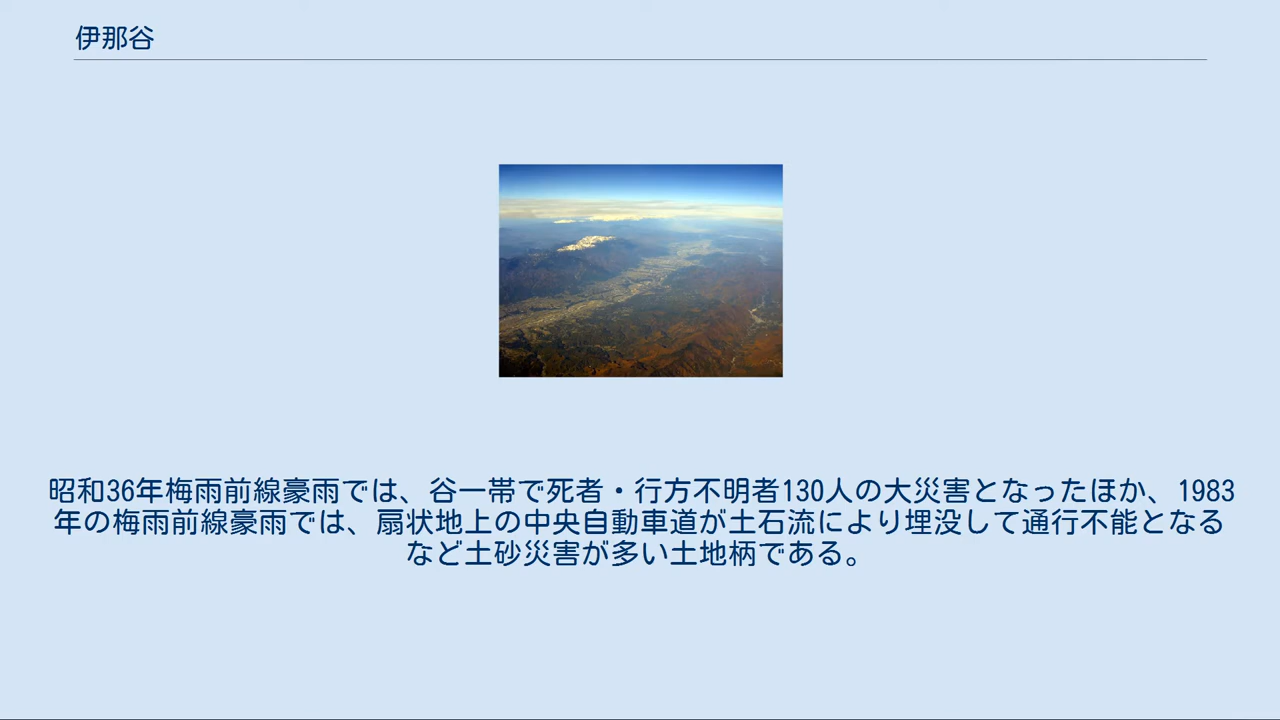 伊那谷
昭和36年梅雨前線豪雨では、谷一帯で死者・行方不明者130人の大災害となったほか、1983
年の梅雨前線豪雨では、扇状地上の中央自動車道が土石流により埋没して通行不能となる
など土砂災害が多い土地柄である。